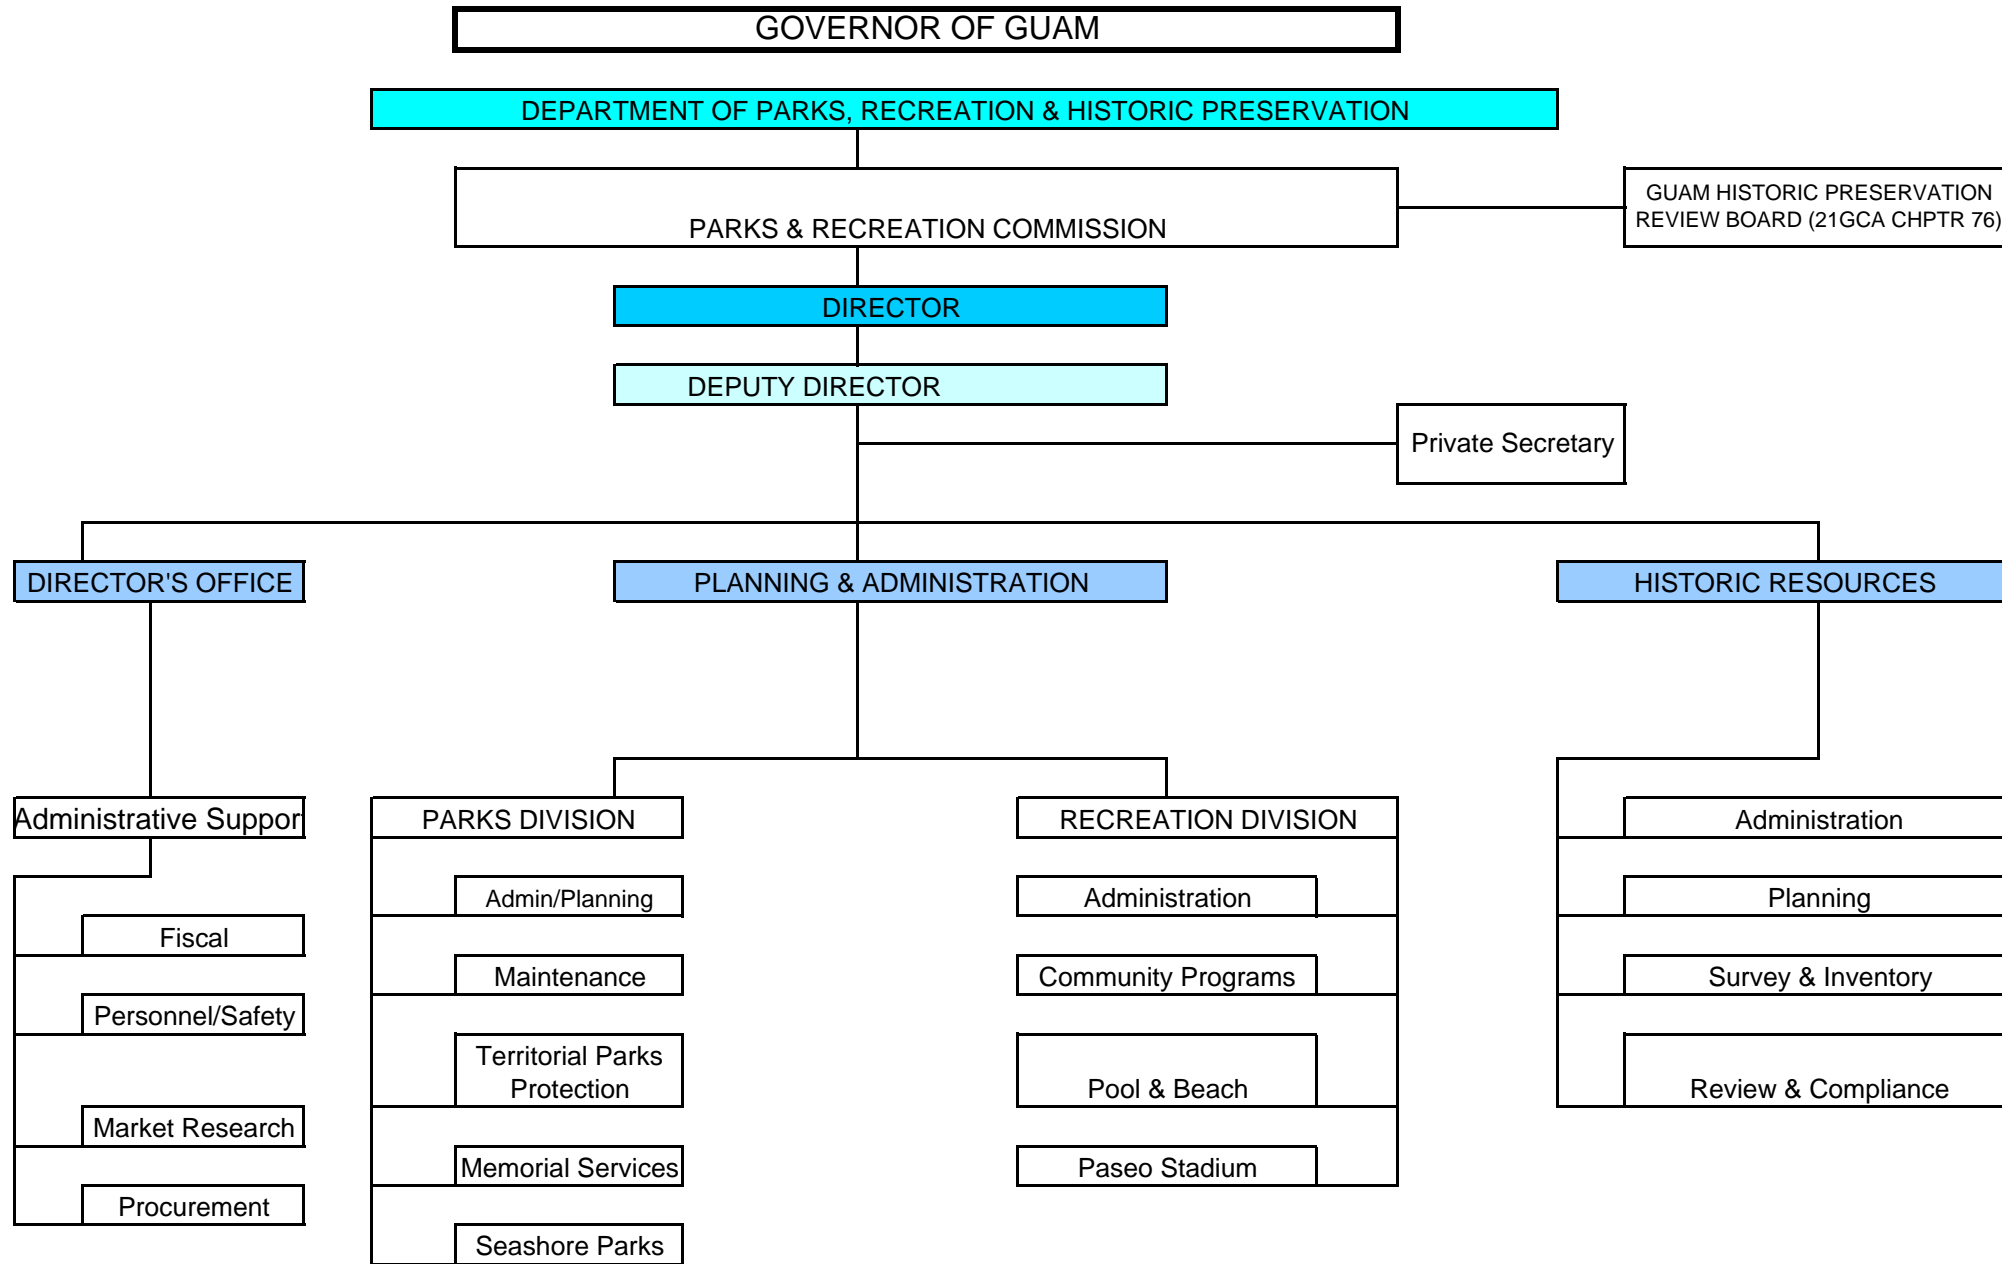 GOVERNOR OF GUAM
DEPARTMENT OF PARKS, RECREATION & HISTORIC PRESERVATION
PARKS & RECREATION COMMISSION
GUAM HISTORIC PRESERVATION
REVIEW BOARD (21GCA CHPTR 76)
DIRECTOR
DEPUTY DIRECTOR
Private Secretary
DIRECTOR'S OFFICE
PLANNING & ADMINISTRATION
HISTORIC RESOURCES
Administrative Support
Fiscal
Personnel/Safety
Market Research
Procurement
PARKS DIVISION
Admin/Planning
Maintenance
Territorial Parks
Protection
Memorial Services
Seashore Parks
RECREATION DIVISION
Administration
Community Programs
Pool & Beach
Paseo Stadium
Administration
Planning
Survey & Inventory
Review & Compliance